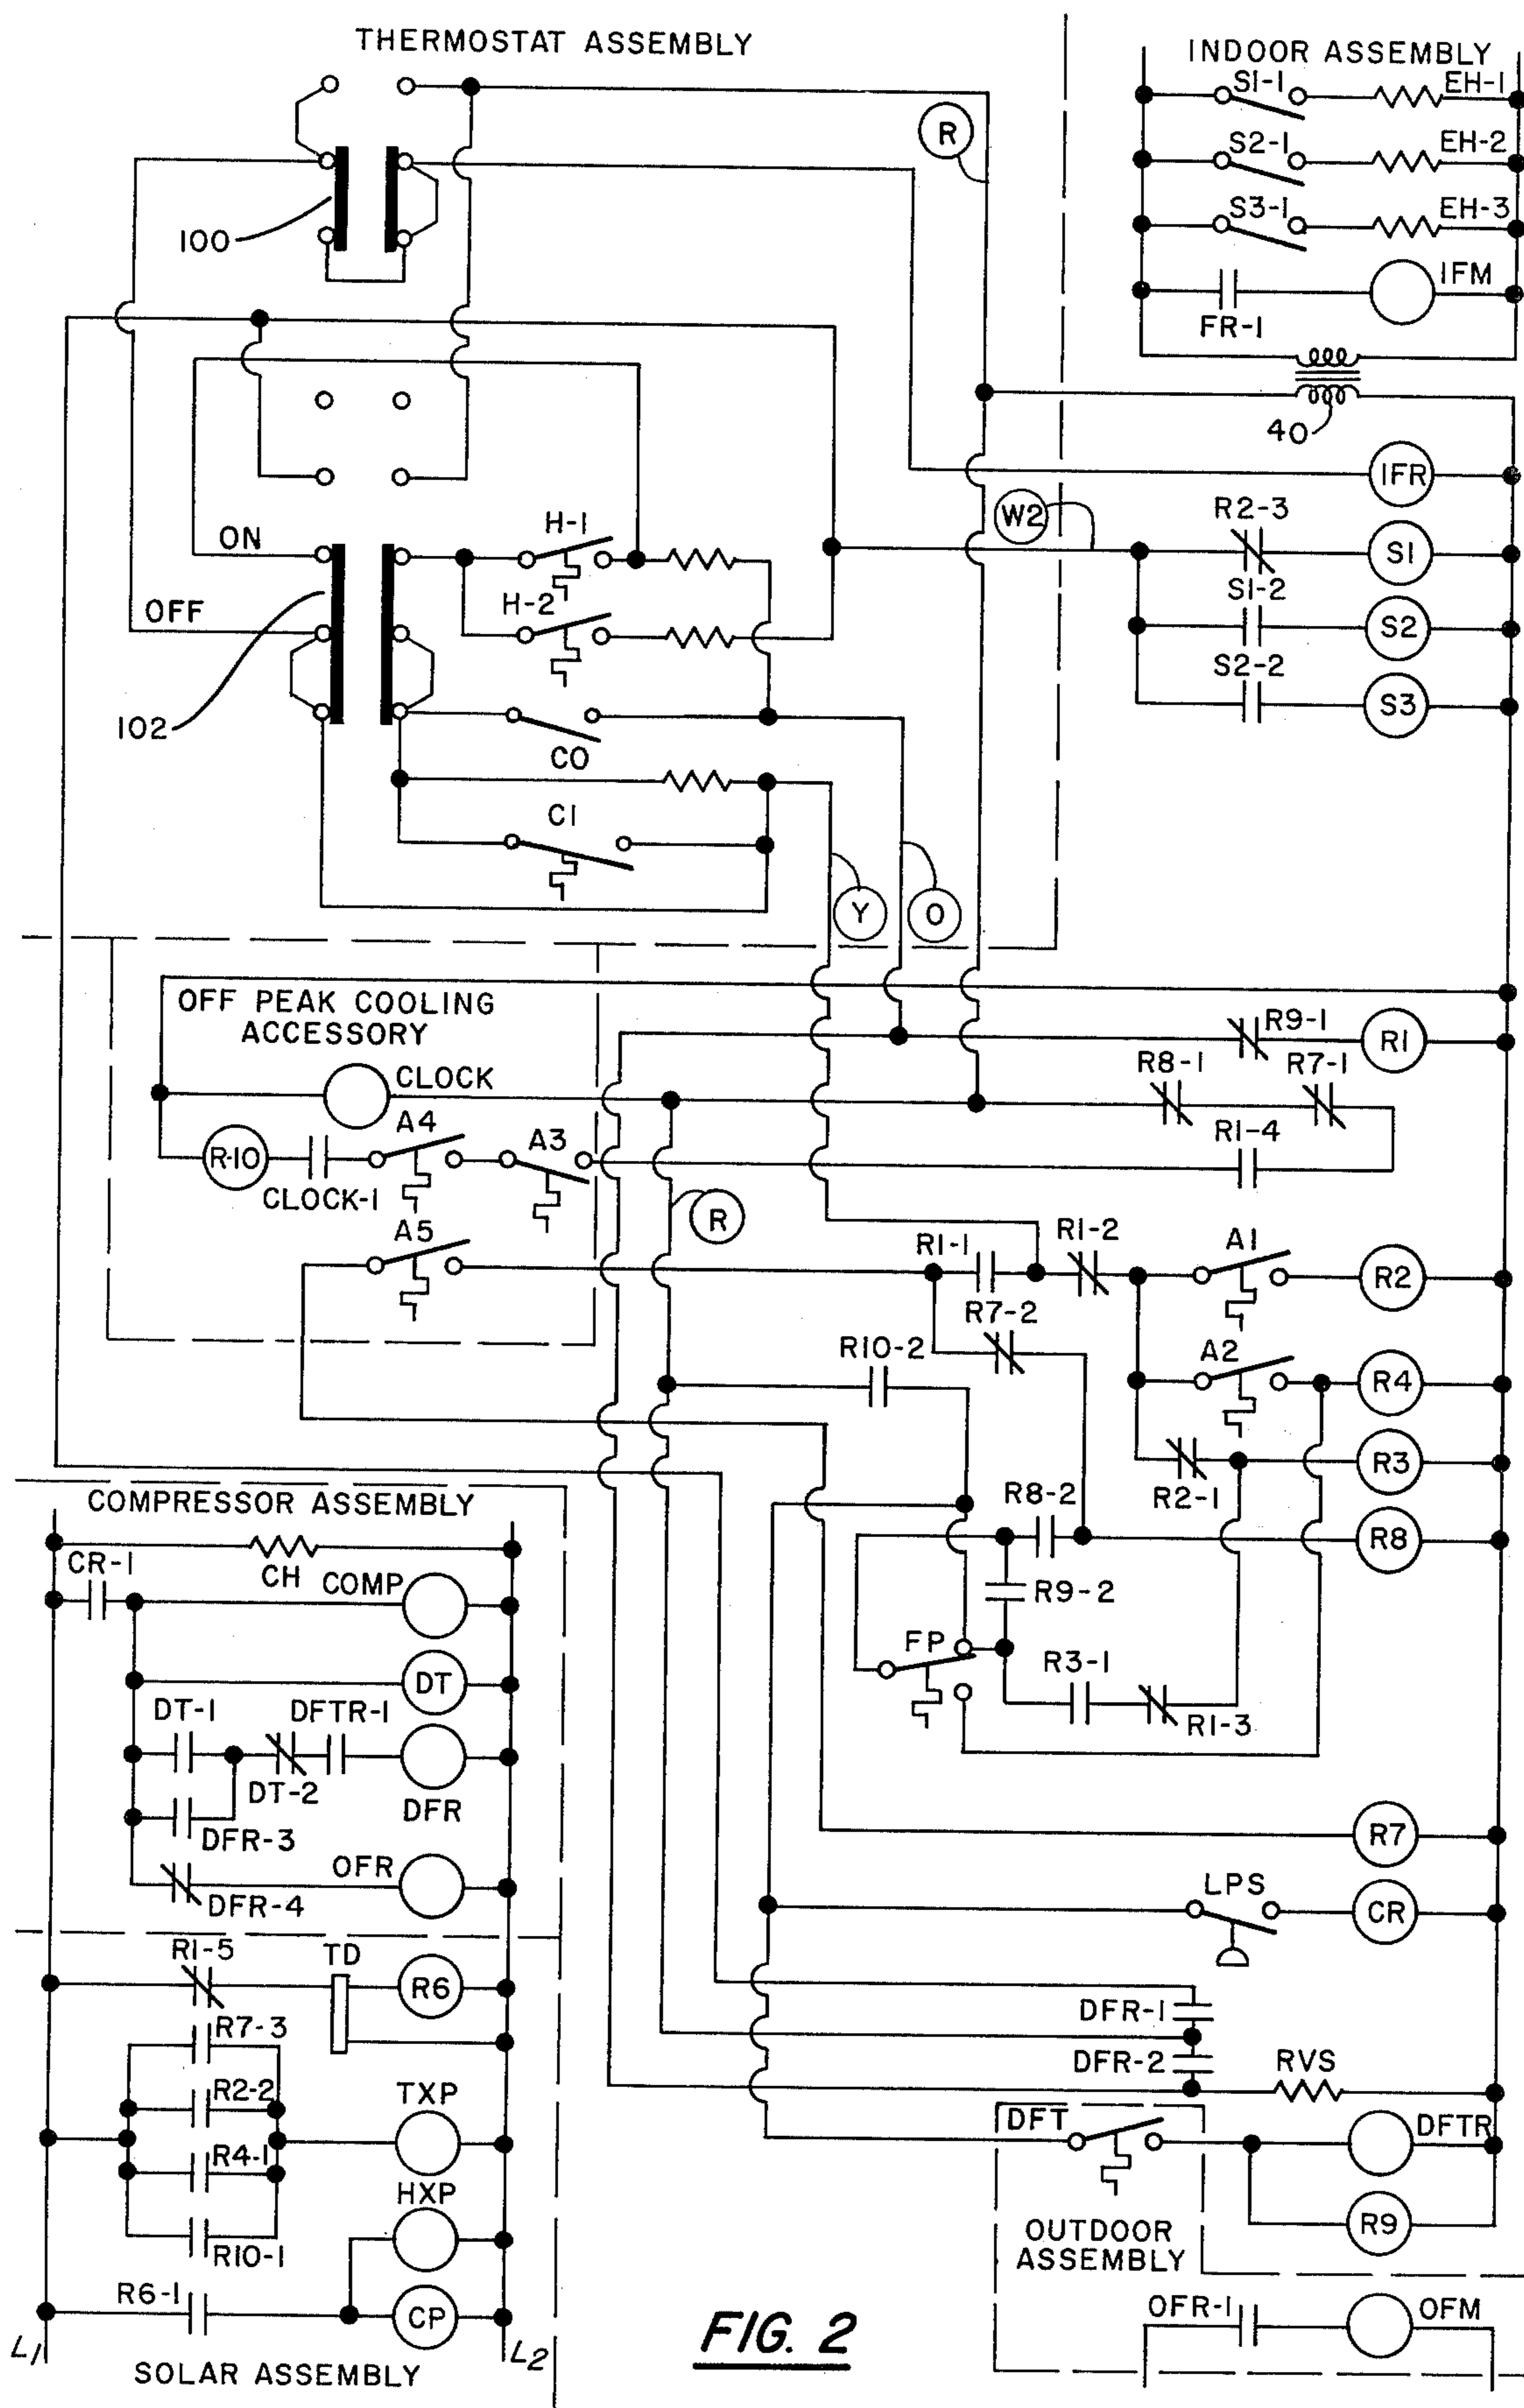 THERMOSTAT ASSEMBLY
INDOOR ASSEMBLY
S1-1
EH-1
R
S2-1
EH-2
S3-1
EH-3
100
IFM
FR-1
40
IFR
ON
H-1
W2
R2-3
S1
H-2
S1-2
OFF
S2
S2-2
S3
102
CO
C1
Y
O
OFF PEAK COOLING
ACCESSORY
R9-1
R1
CLOCK
R8-1
R7-1
A4
A3
R1-4
R-10
CLOCK-1
R
A5
R1-1
R1-2
A1
R2
R7-2
R10-2
A2
R4
R3
R2-1
COMPRESSOR ASSEMBLY
R8-2
R8
CR-1
CH
COMP
R9-2
FP
R3-1
DT
DT-1
DFTR-1
R1-3
DT-2
DFR
DFR-3
R7
OFR
LPS
CR
DFR-4
R1-5
TD
R6
DFR-1
R7-3
DFR-2
RVS
R2-2
TXP
DFT
DFTR
R4-1
HXP
R9
R10-1
OUTDOOR
ASSEMBLY
R6-1
CP
OFR-1
OFM
L1
L2
FIG. 2
SOLAR ASSEMBLY